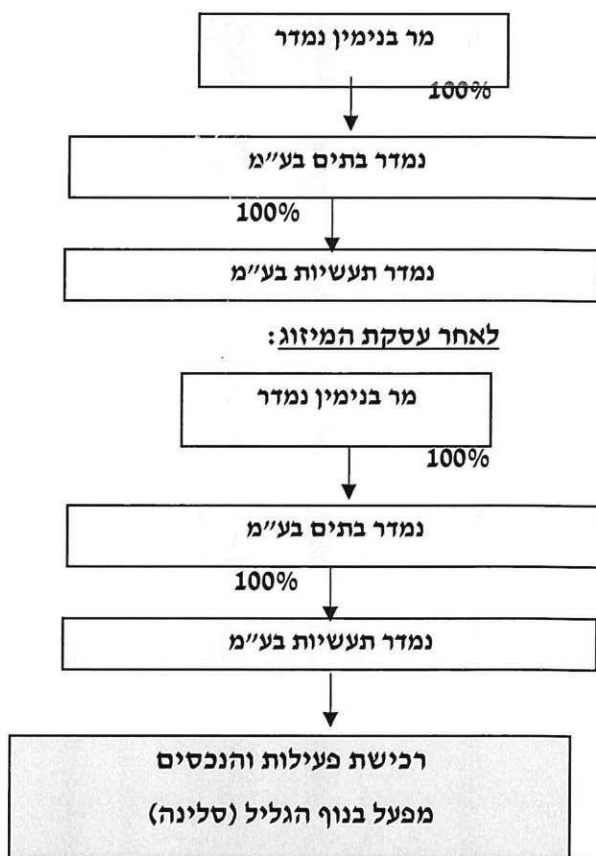 מר בנימין נמדר
100%
נמדר בתים בע"מ
100%
נמדר תעשיות בע"מ
לאחר עסקת המיזוג:
מר בנימין נמדר
100%
נמדר בתים בע"מ
100%
נמדר תעשיות בע"מ
רכישת פעילות והנכסים
מפעל בנוף הגליל (סלינה)